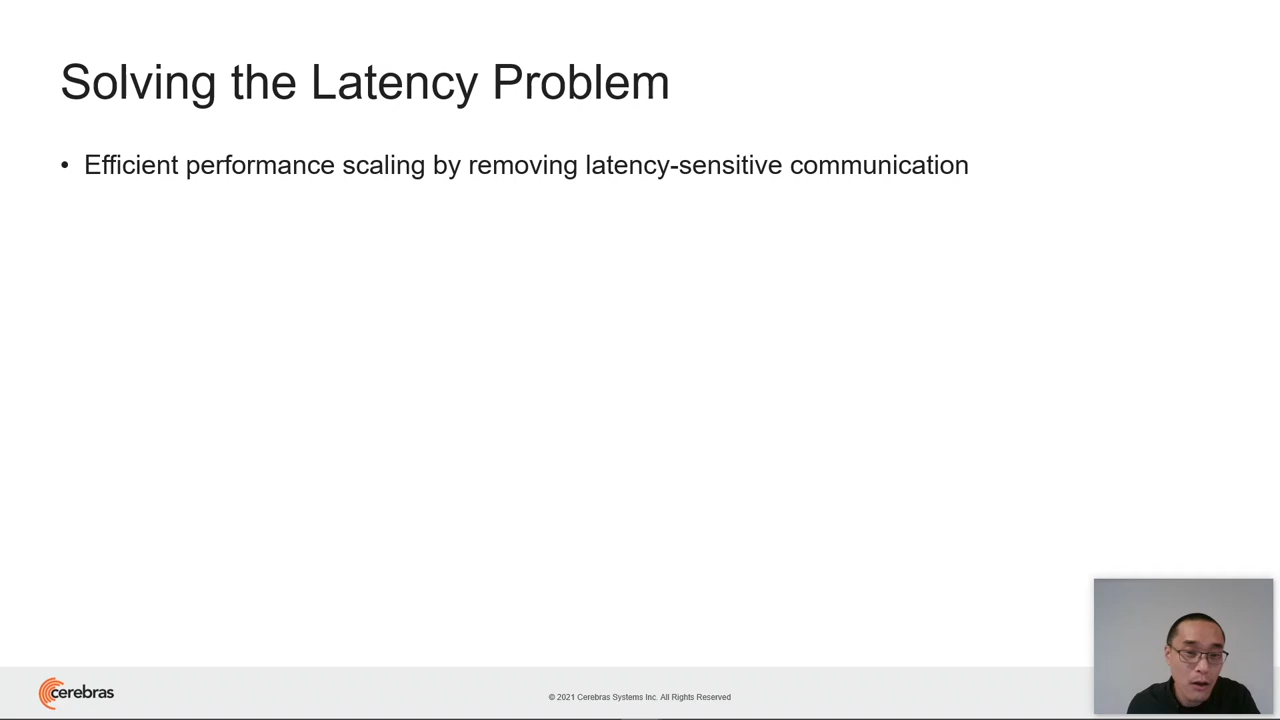 Solving the Latency Problem
• Efficient performance scaling by removing latency-sensitive communication
cerebras
© 2021 Cerebras Systems Inc. All Rights Reserved